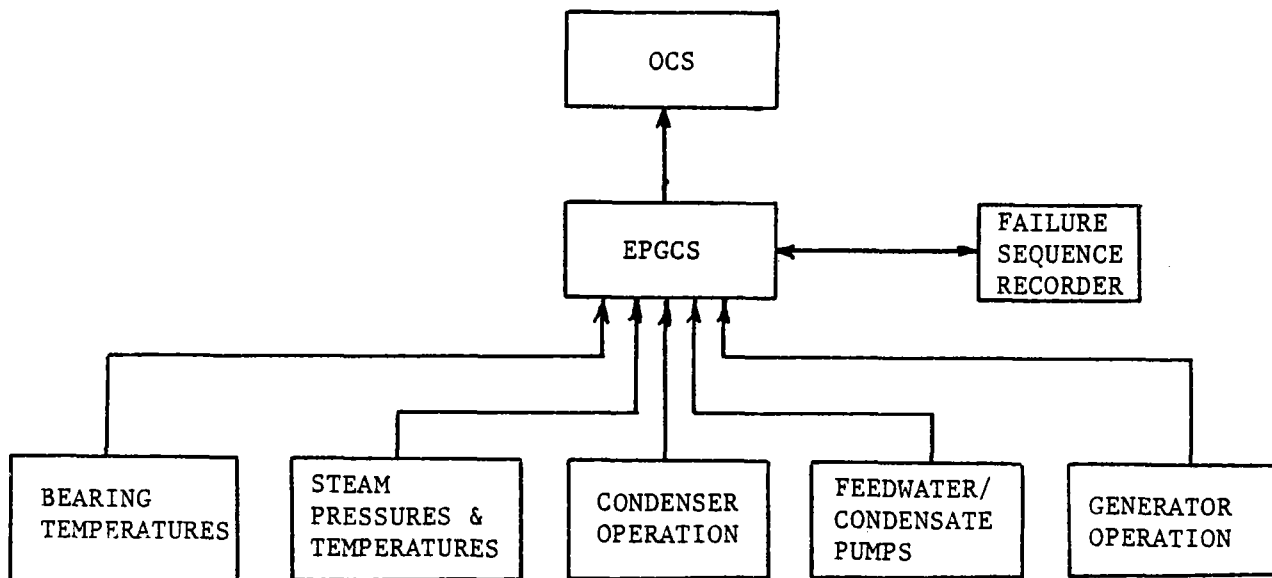 OCS
EPGCS
FAILURE
SEQUENCE
RECORDER
BEARING
TEMPERATURES
STEAM
PRESSURES &
TEMPERATURES
CONDENSER
OPERATION
FEEDWATER/
CONDENSATE
PUMPS
GENERATOR
OPERATION